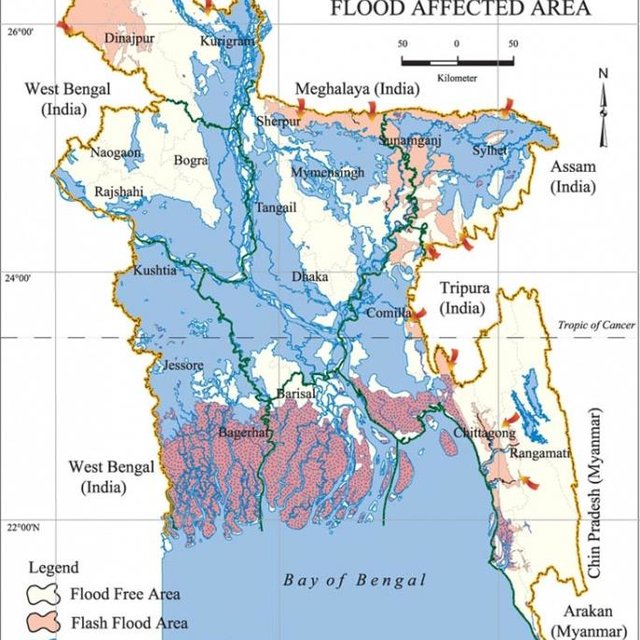 FLOOD AFFECTED AREA
26°00'
Dinajpur
Kurigram
50 0 50
Kilometer
N
West Bengal
(India)
Meghalaya (India)
Sherpur
Sunamganj
Naogaon
Bogra
Mymensingh
Sylhet
Assam
(India)
Rajshahi
Tangail
24°00'
Kushtia
Dhaka
Tripura
(India)
Comilla
Tropic of Cancer
Jessore
Barisal
Bagerhat
Chittagong
Rangamati
West Bengal
(India)
Chin Pradesh (Myanmar)
22°00'N
Legend
Flood Free Area
Flash Flood Area
Bay of Bengal
Arakan
(Myanmar)